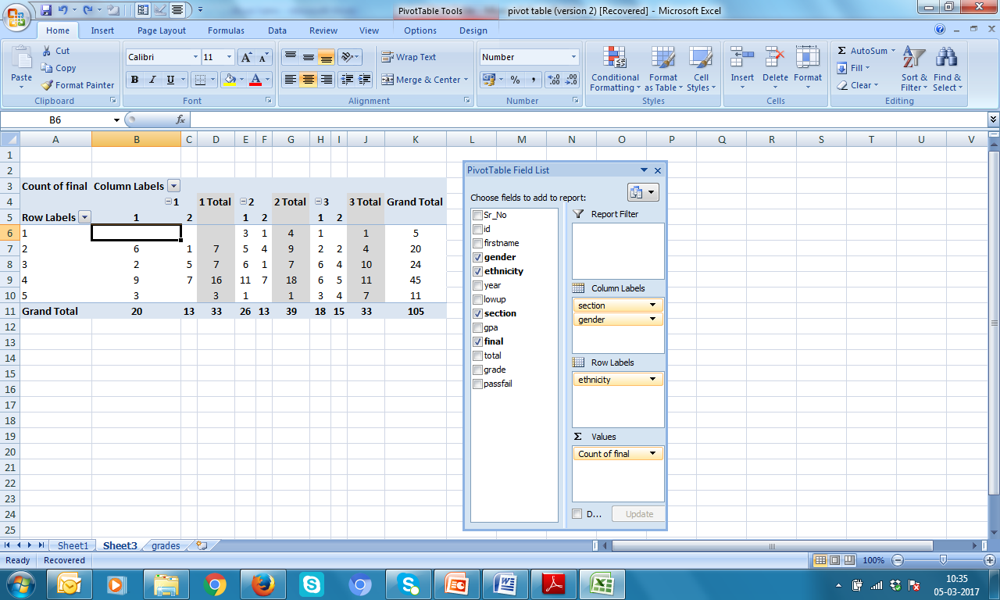 PivotTable Tools pivot table (version 2) [Recovered] - Microsoft Excel
Home Insert Page Layout Formulas Data Review View Options Design
Paste Cut Copy Format Painter
Clipboard
Calibri 11
B I U A
Font
Wrap Text
Merge & Center
Alignment
Number
% ,
Number
Conditional Formatting Format as Table Cell Styles
Styles
Insert Delete Format
Cells
Σ AutoSum Fill Clear Sort & Filter Find & Select
Editing
B6 fx
A B C D E F G H I J K L M N O P Q R S T U V
1
2
3 Count of final Column Labels
4 1 1 Total 2 2 Total 3 3 Total Grand Total
5 Row Labels 1 2 1 2 1 2
6 1 3 1 4 1 1 5
7 2 6 1 7 5 4 9 2 2 4 20
8 3 2 5 7 6 1 7 6 4 10 24
9 4 9 7 16 11 7 18 6 5 11 45
10 5 3 3 1 1 3 4 7 11
11 Grand Total 20 13 33 26 13 39 18 15 33 105
12
13
14
15
16
17
18
19
20
21
22
23
24
25
PivotTable Field List
Choose fields to add to report:
Sr_No
id
firstname
gender
ethnicity
year
lowup
section
gpa
final
total
grade
passfail
Report Filter
Column Labels
section
gender
Row Labels
ethnicity
Σ Values
Count of final
D... Update
Sheet1 Sheet3 grades
Ready Recovered 100%
10:35
05-03-2017